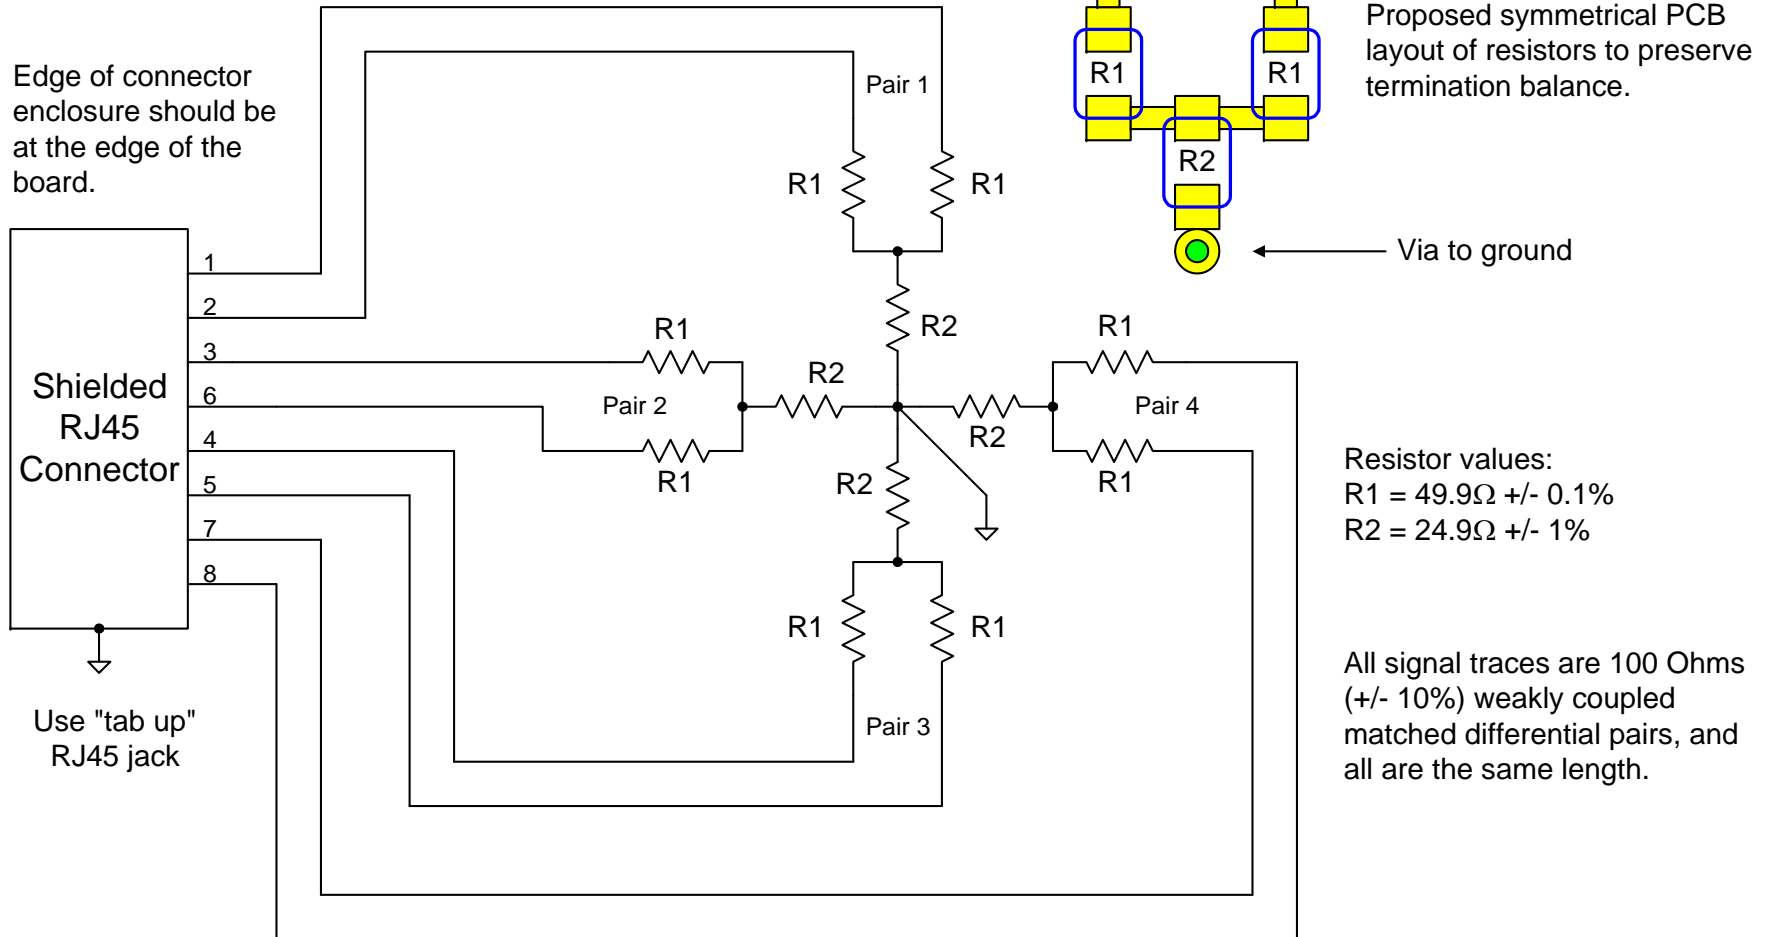 Edge of connector
enclosure should be
at the edge of the
board.
Proposed symmetrical PCB
layout of resistors to preserve
termination balance.
R1
R1
R2
Via to ground
Pair 1
R1
R1
R2
Shielded
RJ45
Connector
1
2
3
6
4
5
7
8
R1
R2
Pair 2
R1
R1
R2
Pair 4
R1
R2
R1
R1
Pair 3
Use "tab up"
RJ45 jack
Resistor values:
R1 = 49.9Ω +/- 0.1%
R2 = 24.9Ω +/- 1%
All signal traces are 100 Ohms
(+/- 10%) weakly coupled
matched differential pairs, and
all are the same length.